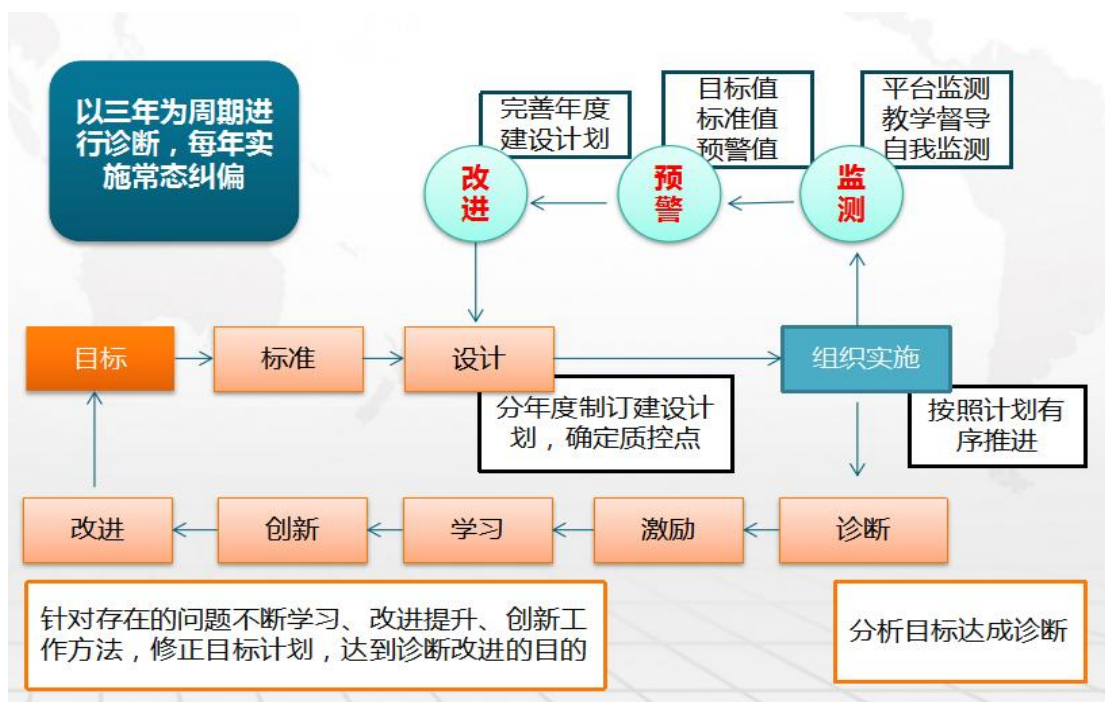 以三年为周期进
行诊断，每年实
施常态纠偏
完善年度
建设计划
目标值
标准值
预警值
平台监测
教学督导
自我监测
改
进
预
警
监
测
目标
标准
设计
组织实施
分年度制订建设计
划，确定质控点
按照计划有
序推进
改进
创新
学习
激励
诊断
针对存在的问题不断学习、改进提升、创新工
作方法，修正目标计划，达到诊断改进的目的
分析目标达成诊断